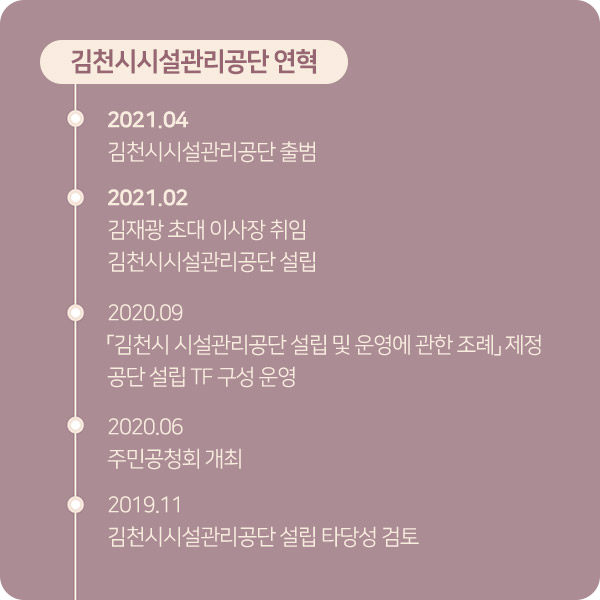 김천시시설관리공단 연혁
2021.04
김천시시설관리공단 출범
2021.02
김재광 초대 이사장 취임
김천시시설관리공단 설립
2020.09
「김천시 시설관리공단 설립 및 운영에 관한 조례」 제정
공단 설립 TF 구성 운영
2020.06
주민공청회 개최
2019.11
김천시시설관리공단 설립 타당성 검토